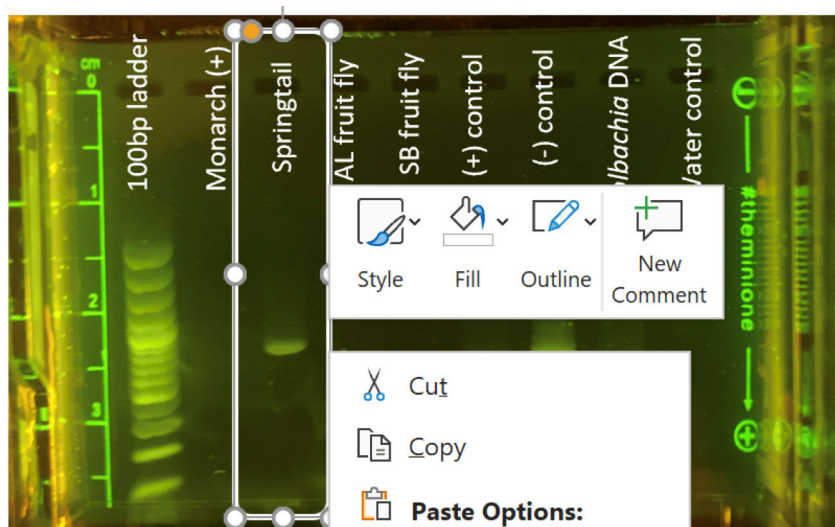 cm
0
1
2
3
100bp ladder
Monarch (+)
Springtail
AL fruit fly
SB fruit fly
(+) control
(-) control
olbachia DNA
Water control
#theminione
Style
Fill
Outline
New
Comment
Cut
Copy
Paste Options: